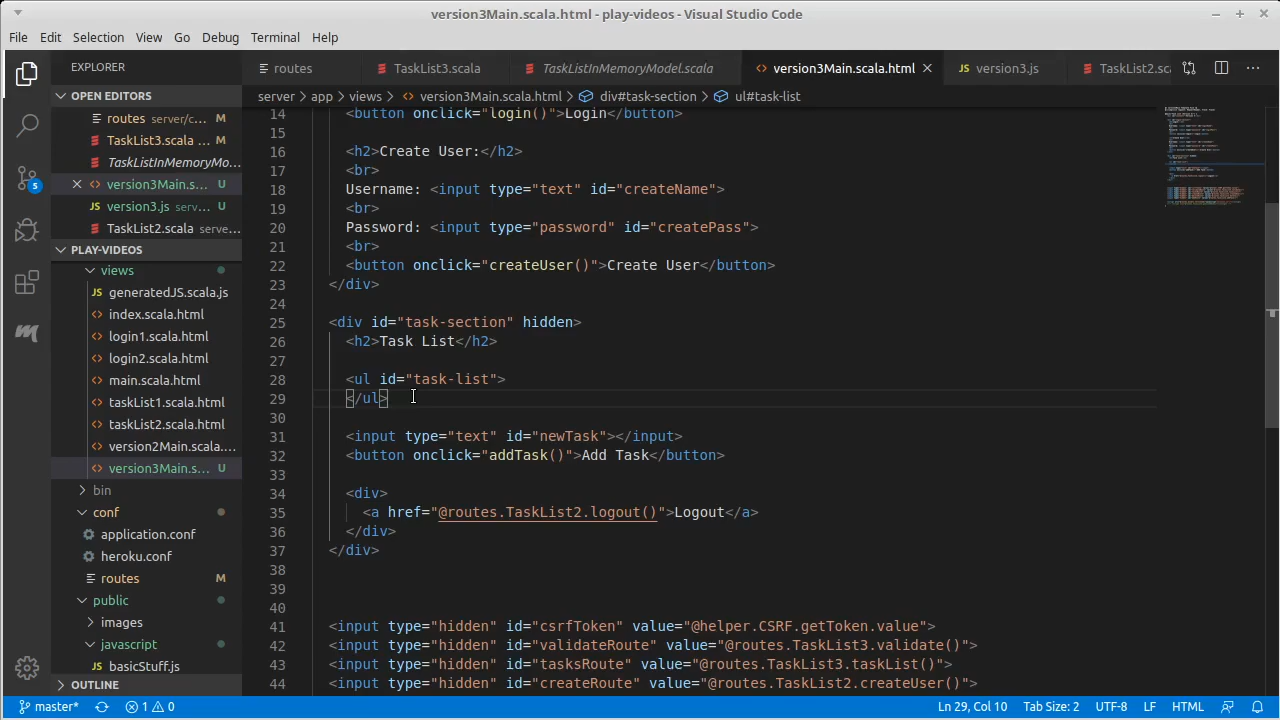 version3Main.scala.html - play-videos - Visual Studio Code
File Edit Selection View Go Debug Terminal Help
EXPLORER
routes TaskList3.scala TaskListInMemoryModel.scala version3Main.scala.html version3.js TaskList2.sca
OPEN EDITORS
server > app > views > version3Main.scala.html > div#task-section > ul#task-list
routes server/c... M
TaskList3.scala ... M
TaskListInMemoryMo...
version3Main.s... U
version3.js serv... U
TaskList2.scala serve...
PLAY-VIDEOS
views
generatedJS.scala.js
index.scala.html
login1.scala.html
login2.scala.html
main.scala.html
taskList1.scala.html
taskList2.scala.html
version2Main.scala....
version3Main.s... U
bin
conf
application.conf
heroku.conf
routes M
public
images
javascript
basicStuff.js
OUTLINE
5
14 <button onclick="login()">Login</button>
15
16 <h2>Create User</h2>
17 <br>
18 Username: <input type="text" id="createName">
19 <br>
20 Password: <input type="password" id="createPass">
21 <br>
22 <button onclick="createUser()">Create User</button>
23 </div>
24
25 <div id="task-section" hidden>
26 <h2>Task List</h2>
27
28 <ul id="task-list">
29 </ul>
30
31 <input type="text" id="newTask"></input>
32 <button onclick="addTask()">Add Task</button>
33
34 <div>
35 <a href="@routes.TaskList2.logout()">Logout</a>
36 </div>
37 </div>
38
39
40
41 <input type="hidden" id="csrfToken" value="@helper.CSRF.getToken.value">
42 <input type="hidden" id="validateRoute" value="@routes.TaskList3.validate()">
43 <input type="hidden" id="tasksRoute" value="@routes.TaskList3.taskList()">
44 <input type="hidden" id="createRoute" value="@routes.TaskList2.createUser()">
master* 1 0 Ln 29, Col 10 Tab Size: 2 UTF-8 LF HTML